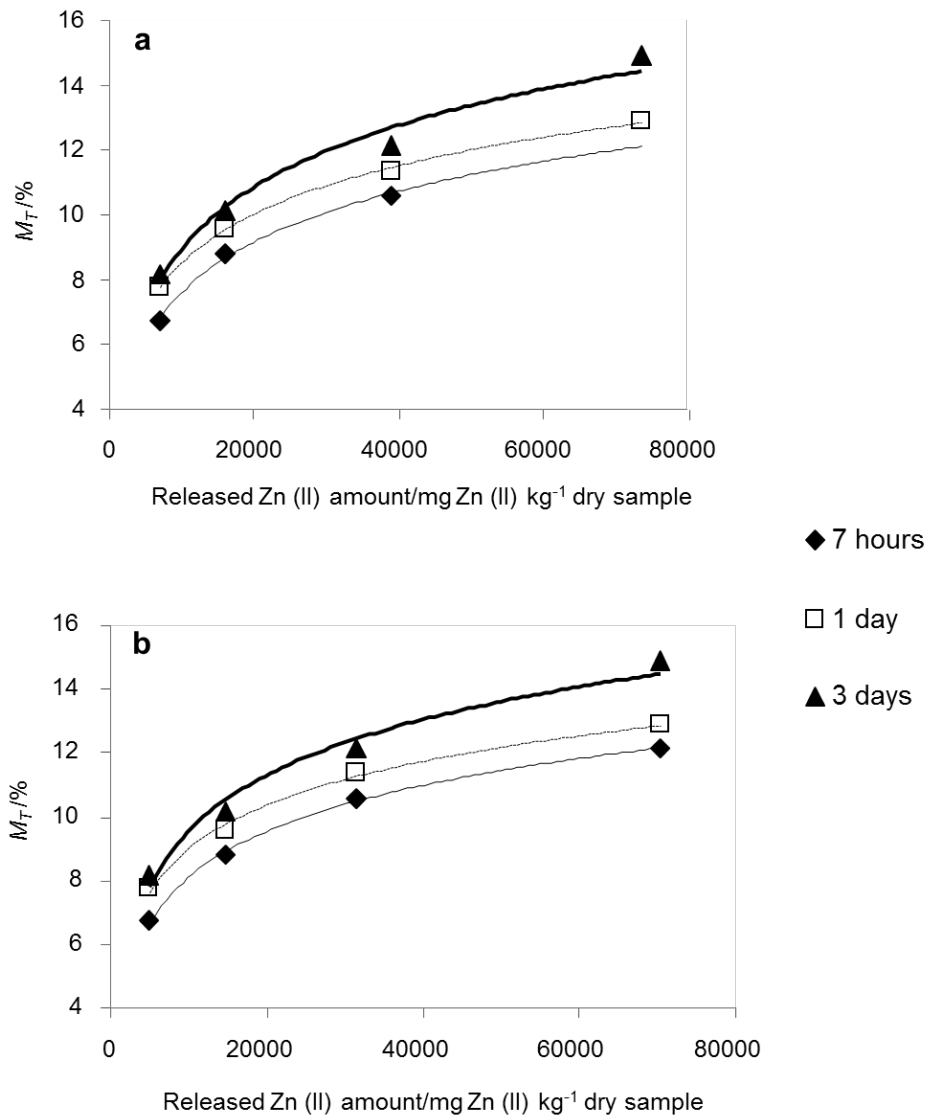 16
a
14
12
10
8
6
4
M_T/%
0 20000 40000 60000 80000
Released Zn (II) amount/mg Zn (II) kg⁻¹ dry sample
7 hours
1 day
3 days
16
b
14
12
10
8
6
4
M_T/%
0 20000 40000 60000 80000
Released Zn (II) amount/mg Zn (II) kg⁻¹ dry sample